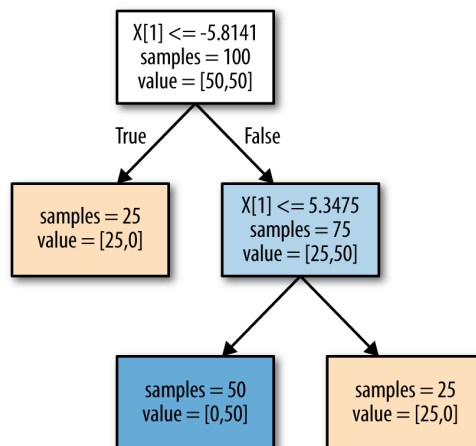 X[1] <= -5.8141
samples = 100
value = [50,50]
True
False
samples = 25
value = [25,0]
X[1] <= 5.3475
samples = 75
value = [25,50]
samples = 50
value = [0,50]
samples = 25
value = [25,0]